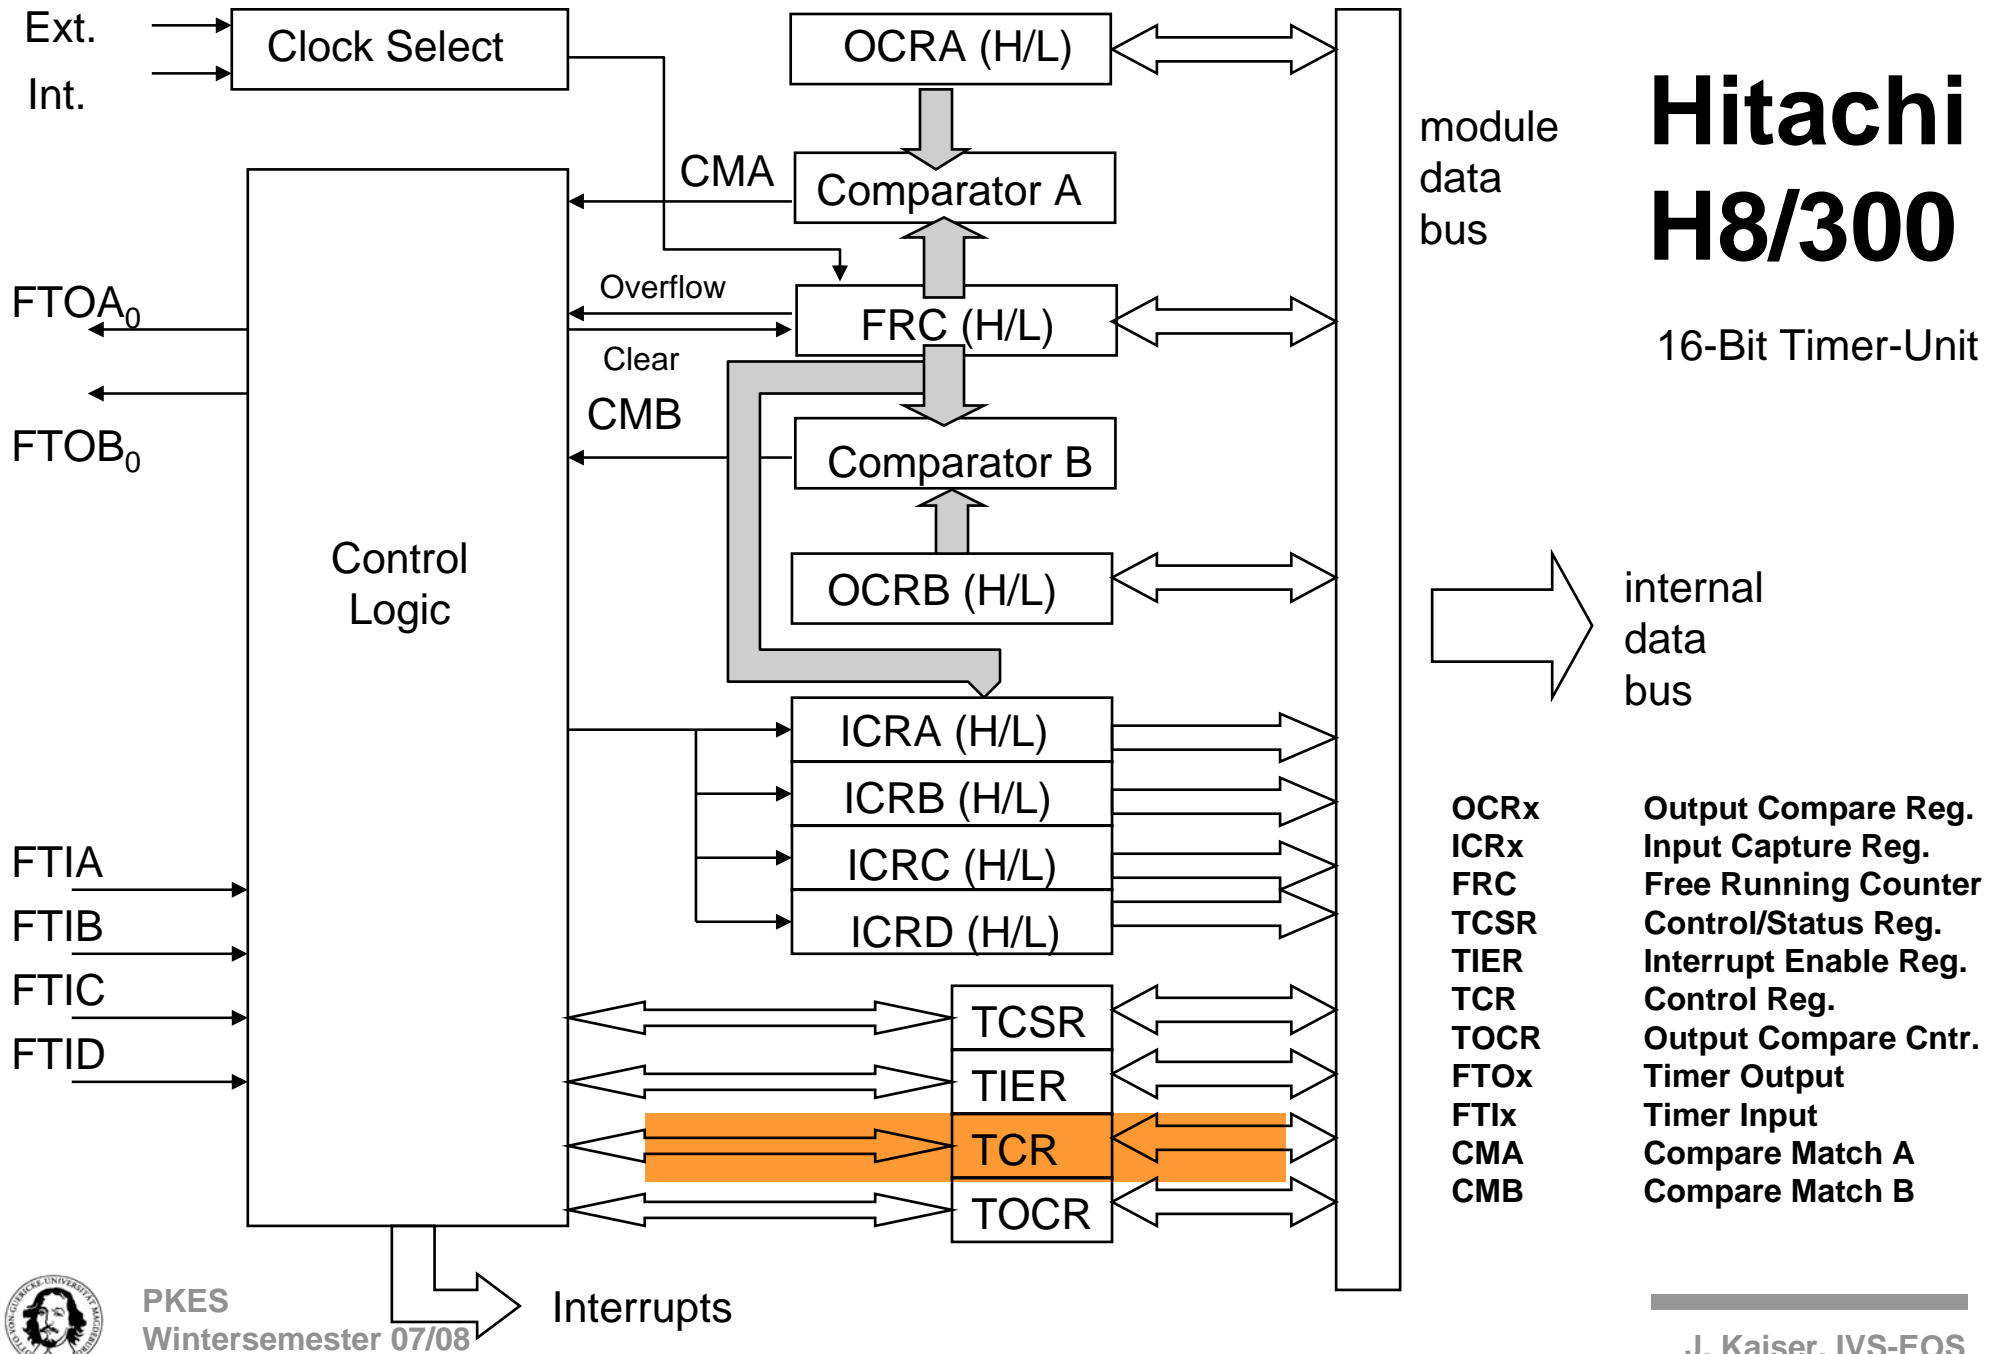 Ext.
Int.
Clock Select
OCRA (H/L)
module
data
bus
Hitachi
H8/300
16-Bit Timer-Unit
CMA
Comparator A
Overflow
FTOA0
FRC (H/L)
Clear
CMB
FTOB0
Comparator B
Control
Logic
OCRB (H/L)
internal
data
bus
ICRA (H/L)
ICRB (H/L)
ICRC (H/L)
ICRD (H/L)
FTIA
FTIB
FTIC
FTID
TCSR
TIER
TCR
TOCR
OCRx Output Compare Reg.
ICRx Input Capture Reg.
FRC Free Running Counter
TCSR Control/Status Reg.
TIER Interrupt Enable Reg.
TCR Control Reg.
TOCR Output Compare Cntr.
FTOx Timer Output
FTIx Timer Input
CMA Compare Match A
CMB Compare Match B
Interrupts
PKES
Wintersemester 07/08
J. Kaiser, IVS-EOS